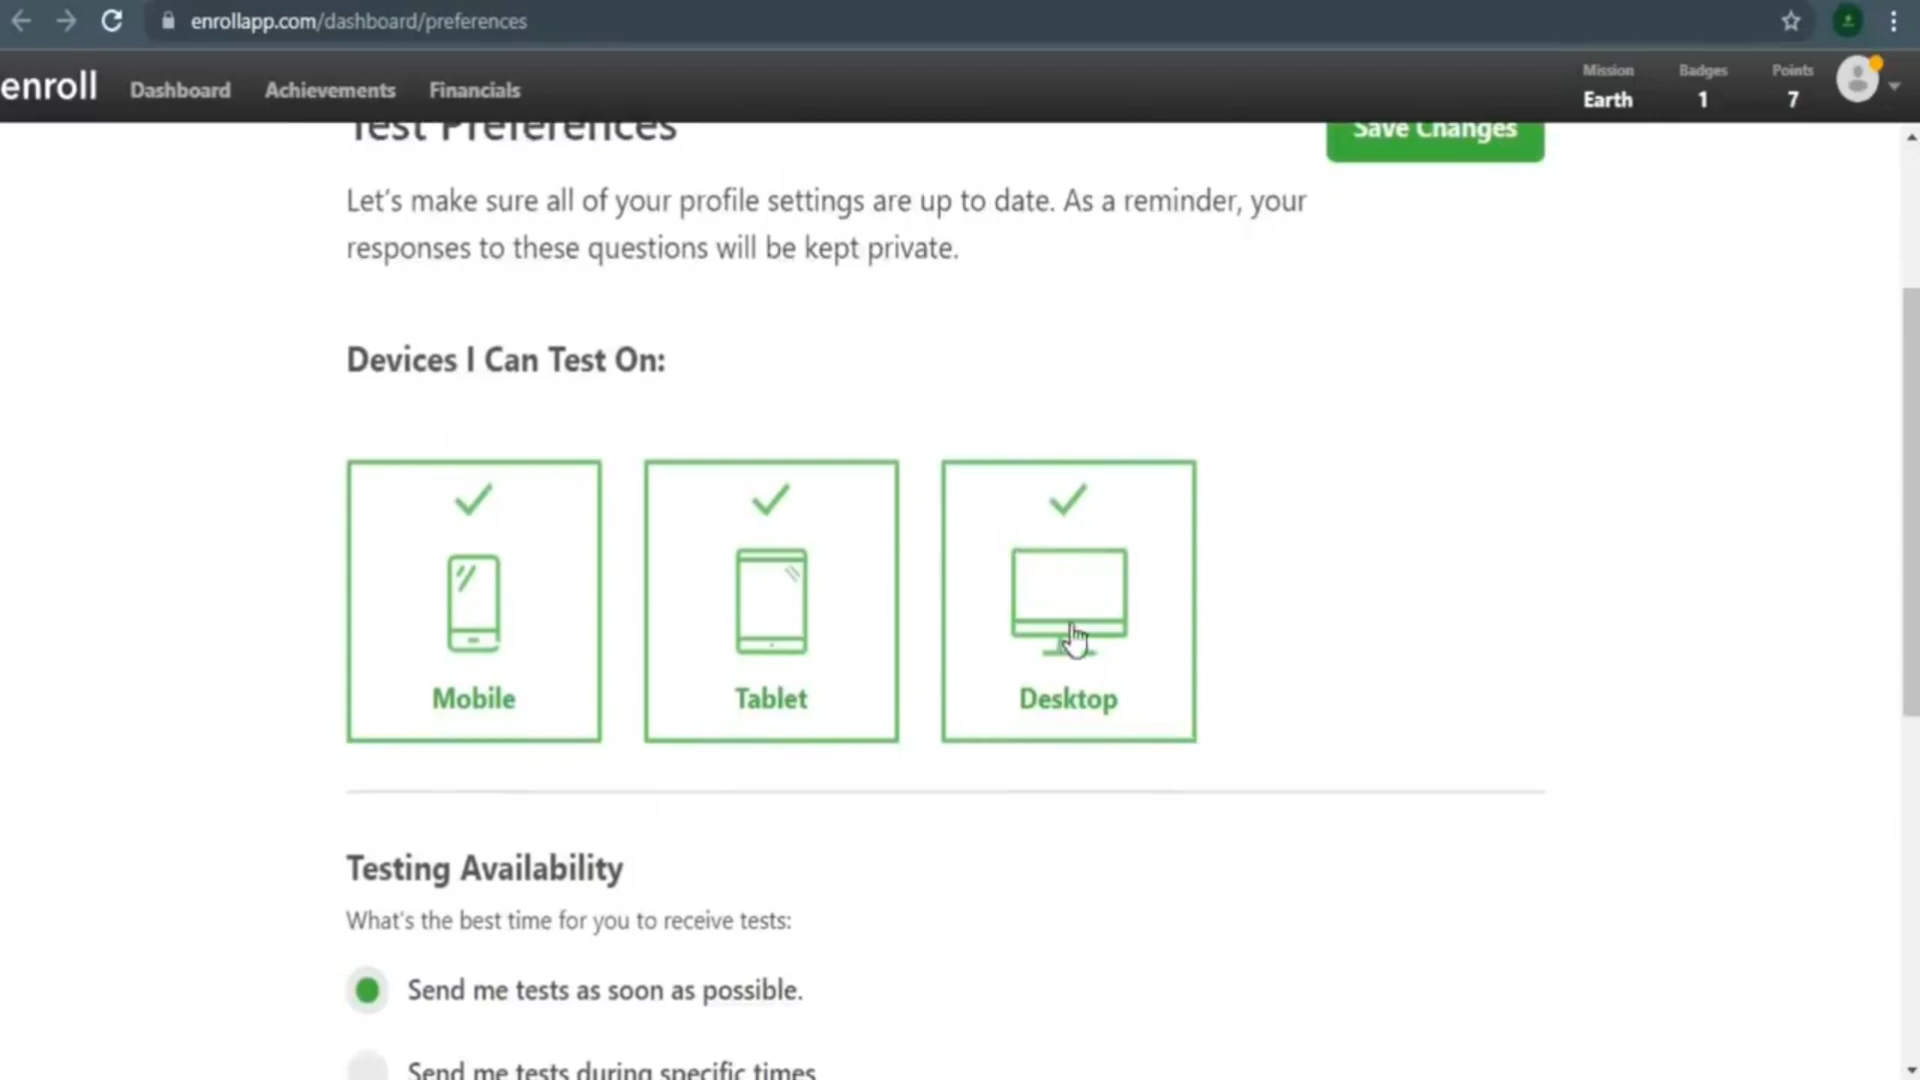 enrollapp.com/dashboard/preferences
enroll
Dashboard
Achievements
Financials
Mission
Earth
Badges
1
Points
7
Test Preferences
Save Changes
Let's make sure all of your profile settings are up to date. As a reminder, your
responses to these questions will be kept private.
Devices I Can Test On:
Mobile
Tablet
Desktop
Testing Availability
What's the best time for you to receive tests:
Send me tests as soon as possible.
Send me tests during specific times